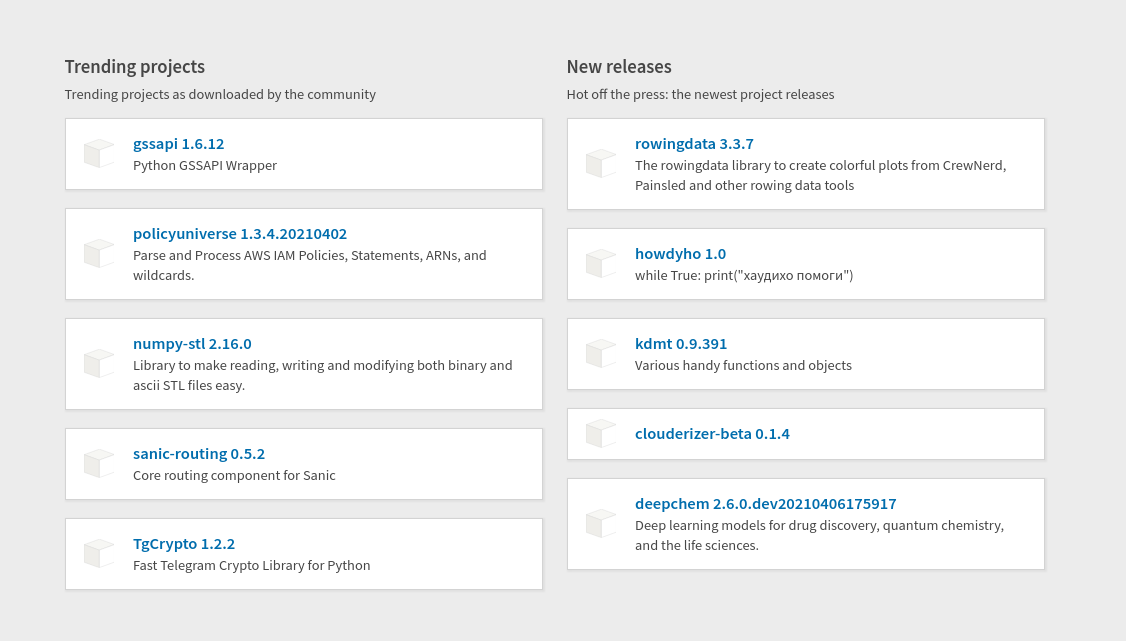 Trending projects
Trending projects as downloaded by the community
gssapi 1.6.12
Python GSSAPI Wrapper
policyuniverse 1.3.4.20210402
Parse and Process AWS IAM Policies, Statements, ARNs, and
wildcards.
numpy-stl 2.16.0
Library to make reading, writing and modifying both binary and
ascii STL files easy.
sanic-routing 0.5.2
Core routing component for Sanic
TgCrypto 1.2.2
Fast Telegram Crypto Library for Python
New releases
Hot off the press: the newest project releases
rowingdata 3.3.7
The rowingdata library to create colorful plots from CrewNerd,
Painsled and other rowing data tools
howdyho 1.0
while True: print("хаудихо помоги")
kdmt 0.9.391
Various handy functions and objects
clouderizer-beta 0.1.4
deepchem 2.6.0.dev20210406175917
Deep learning models for drug discovery, quantum chemistry,
and the life sciences.